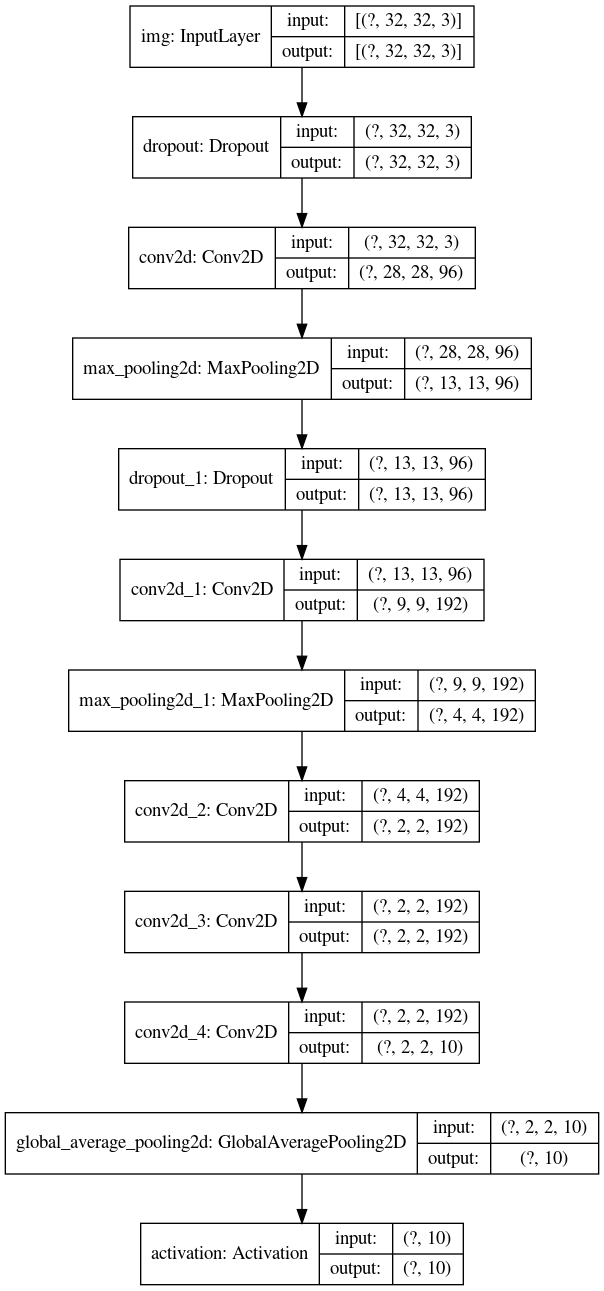 img: InputLayer
input:
[(?, 32, 32, 3)]
output:
[(?, 32, 32, 3)]
dropout: Dropout
input:
(?, 32, 32, 3)
output:
(?, 32, 32, 3)
conv2d: Conv2D
input:
(?, 32, 32, 3)
output:
(?, 28, 28, 96)
max_pooling2d: MaxPooling2D
input:
(?, 28, 28, 96)
output:
(?, 13, 13, 96)
dropout_1: Dropout
input:
(?, 13, 13, 96)
output:
(?, 13, 13, 96)
conv2d_1: Conv2D
input:
(?, 13, 13, 96)
output:
(?, 9, 9, 192)
max_pooling2d_1: MaxPooling2D
input:
(?, 9, 9, 192)
output:
(?, 4, 4, 192)
conv2d_2: Conv2D
input:
(?, 4, 4, 192)
output:
(?, 2, 2, 192)
conv2d_3: Conv2D
input:
(?, 2, 2, 192)
output:
(?, 2, 2, 192)
conv2d_4: Conv2D
input:
(?, 2, 2, 192)
output:
(?, 2, 2, 10)
global_average_pooling2d: GlobalAveragePooling2D
input:
(?, 2, 2, 10)
output:
(?, 10)
activation: Activation
input:
(?, 10)
output:
(?, 10)